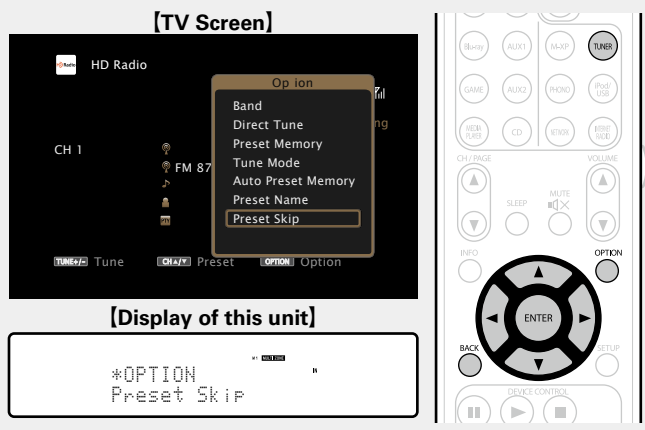 【TV Screen】
HD Radio
Op ion
Band
Direct Tune
Preset Memory
Tune Mode
Auto Preset Memory
Preset Name
Preset Skip
ng
CH 1
FM 87
TUNE+/- Tune
CH▲/▼ Preset
OPTION Option
【Display of this unit】
MULTI ZONE
*OPTION
Preset Skip
Blu-ray AUX1 M-XP TUNER
GAME AUX2 PHONO iPod/
USB
MEDIA
PLAYER CD NETWORK INTERNET
RADIO
CH / PAGE VOLUME
MUTE
SLEEP
INFO OPTION
ENTER
BACK SETUP
DEVICE CONTROL